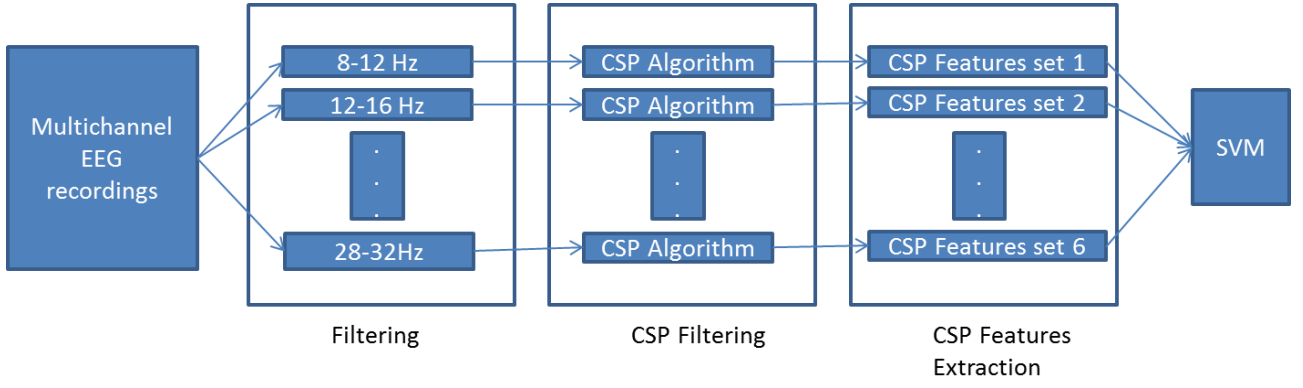 Multichannel
EEG
recordings
8-12 Hz
12-16 Hz
.
.
.
28-32Hz
Filtering
CSP Algorithm
CSP Algorithm
.
.
.
CSP Algorithm
CSP Filtering
CSP Features set 1
CSP Features set 2
.
.
.
CSP Features set 6
CSP Features
Extraction
SVM